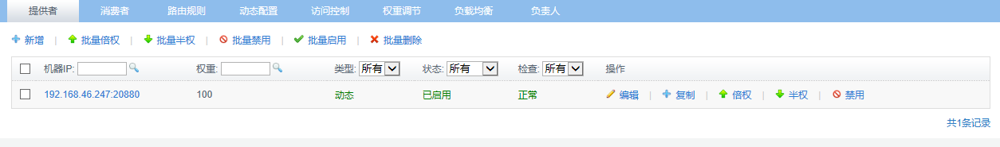 提供者 消费者 路由规则 动态配置 访问控制 权重调节 负载均衡 负责人
新增 | 批量倍权 | 批量半权 | 批量禁用 | 批量启用 | 批量删除
机器IP: 权重: 类型: 所有 状态: 所有 检查: 所有 操作
192.168.46.247:20880 100 动态 已启用 正常 编辑 | 复制 | 倍权 | 半权 | 禁用
共1条记录